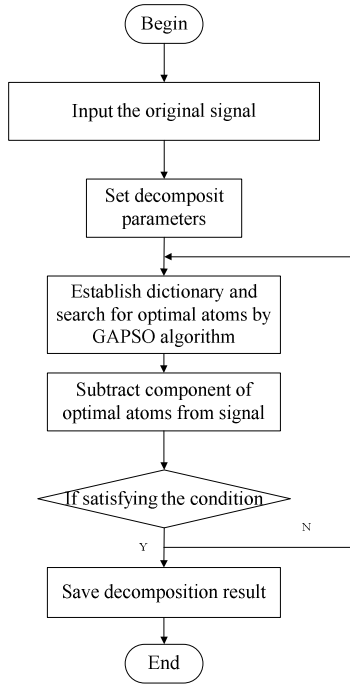 Begin
Input the original signal
Set decomposit
parameters
Establish dictionary and
search for optimal atoms by
GAPSO algorithm
Subtract component of
optimal atoms from signal
If satisfying the condition
N
Y
Save decomposition result
End